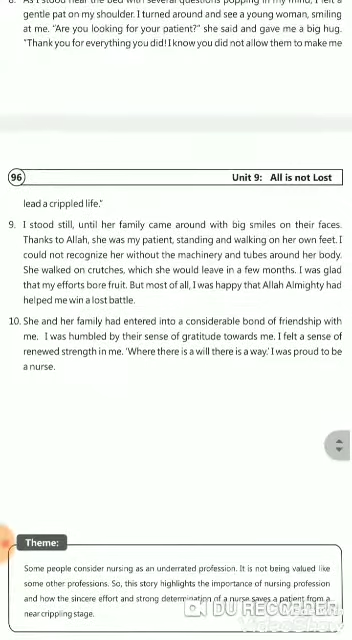 8. As I stood near the bed with several questions popping in my mind, I felt a
gentle pat on my shoulder. I turned around and see a young woman, smiling
at me. "Are you looking for your patient?" she said and gave me a big hug.
"Thank you for everything you did! I know you did not allow them to make me
96
Unit 9: All is not Lost
lead a crippled life."
9. I stood still, until her family came around with big smiles on their faces.
Thanks to Allah, she was my patient, standing and walking on her own feet. I
could not recognize her without the machinery and tubes around her body.
She walked on crutches, which she would leave in a few months. I was glad
that my efforts bore fruit. But most of all, I was happy that Allah Almighty had
helped me win a lost battle.
10. She and her family had entered into a considerable bond of friendship with
me. I was humbled by their sense of gratitude towards me. I felt a sense of
renewed strength in me. 'Where there is a will there is a way.' I was proud to be
a nurse.
Theme:
Some people consider nursing as an underrated profession. It is not being valued like
some other professions. So, this story highlights the importance of nursing profession
and how the sincere effort and strong determination of a nurse saves a patient from a
near crippling stage.
DU RECORDER
VideoShow